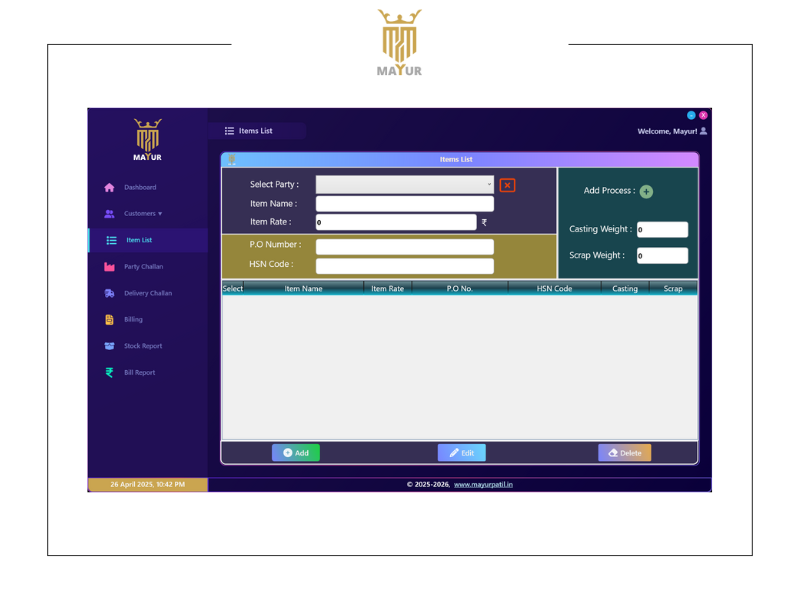 MAYUR
MAYUR
Items List
Welcome, Mayur!
Items List
Dashboard
Customers ▾
Item List
Party Challan
Delivery Challan
Billing
Stock Report
Bill Report
Select Party :
Item Name :
Item Rate : 0 ₹
P.O Number :
HSN Code :
Add Process :
Casting Weight : 0
Scrap Weight : 0
Select Item Name Item Rate P.O No. HSN Code Casting Scrap
Add Edit Delete
26 April 2025, 10:42 PM
© 2025-2026, www.mayurpatil.in